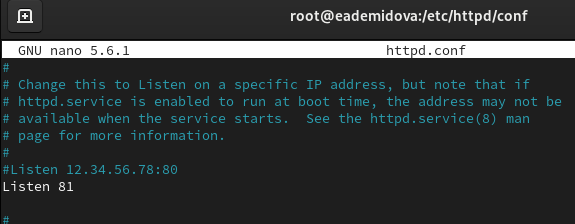 root@eademidova:/etc/httpd/conf
GNU nano 5.6.1 httpd.conf
#
# Change this to Listen on a specific IP address, but note that if
# httpd.service is enabled to run at boot time, the address may not be
# available when the service starts.  See the httpd.service(8) man
# page for more information.
#
#Listen 12.34.56.78:80
Listen 81
#